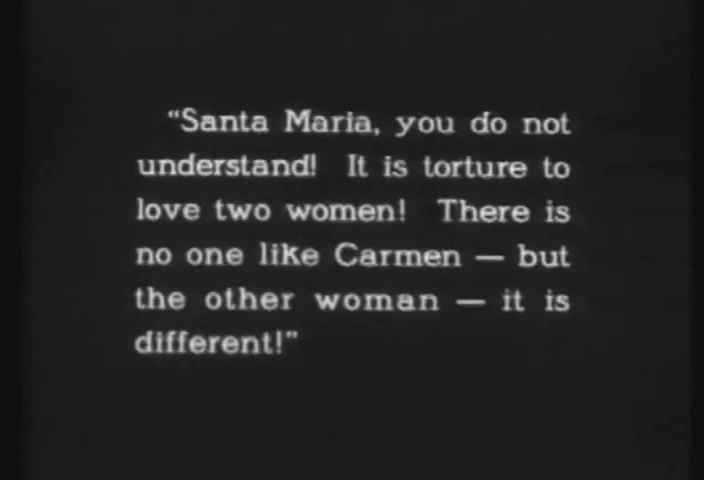 “Santa Maria, you do not
understand!  It is torture to
love two women!  There is
no one like Carmen — but
the other woman — it is
different!”